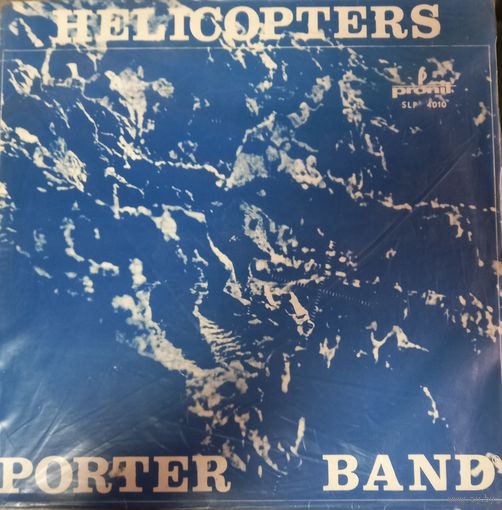 HELICOPTERS
pronit
SLP 4010
PORTER BAND